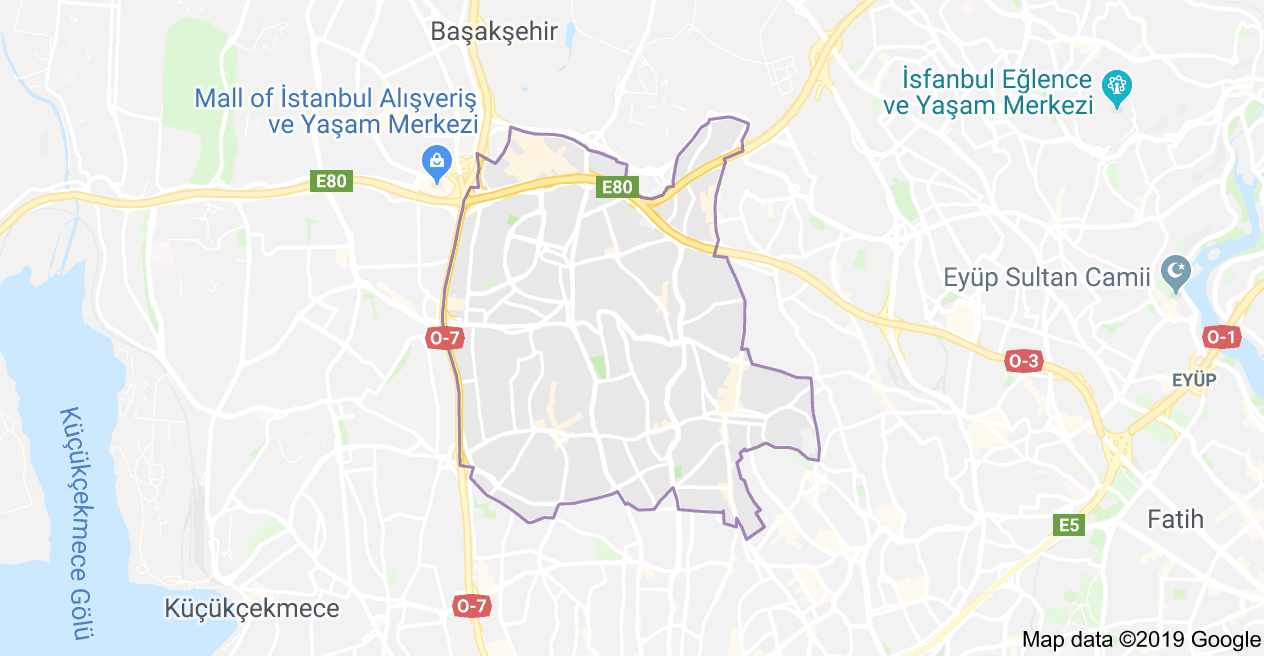 Başakşehir
İsfanbul Eğlence
ve Yaşam Merkezi
Mall of İstanbul Alışveriş
ve Yaşam Merkezi
E80
E80
Eyüp Sultan Camii
O-7
O-1
O-3
EYÜP
Küçükçekmece Gölü
Fatih
E5
Küçükçekmece
O-7
Map data ©2019 Google